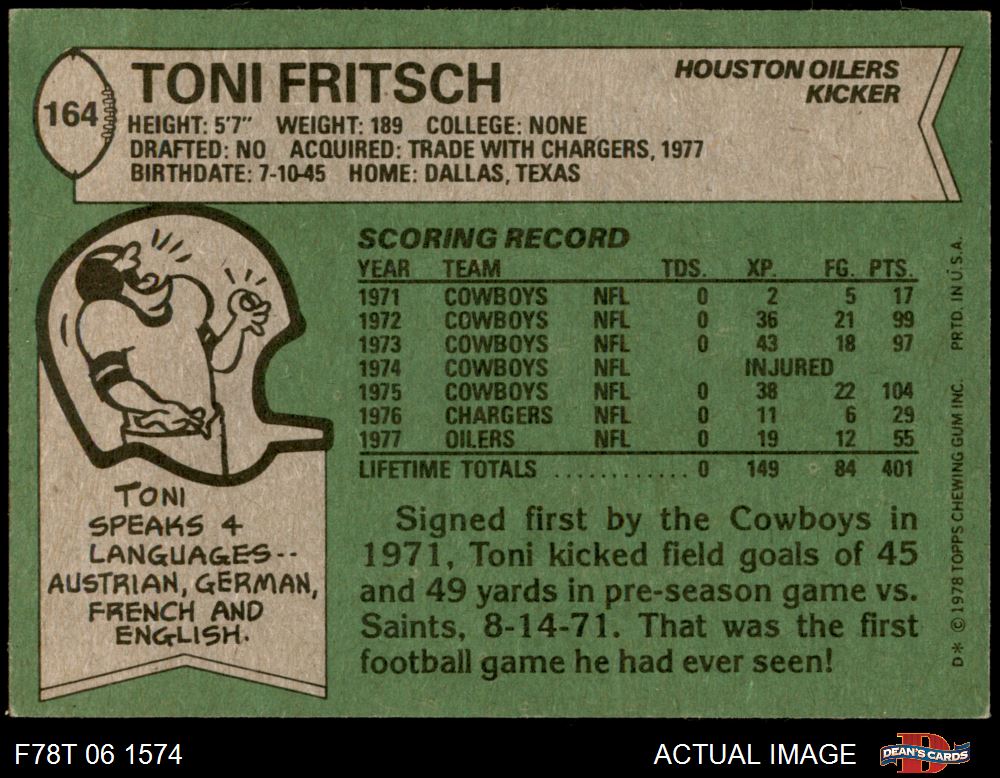 164
TONI FRITSCH
HOUSTON OILERS
KICKER
HEIGHT: 5'7" WEIGHT: 189 COLLEGE: NONE
DRAFTED: NO ACQUIRED: TRADE WITH CHARGERS, 1977
BIRTHDATE: 7-10-45 HOME: DALLAS, TEXAS
SCORING RECORD
YEAR TEAM TDS. XP. FG. PTS.
1971 COWBOYS NFL 0 2 5 17
1972 COWBOYS NFL 0 36 21 99
1973 COWBOYS NFL 0 43 18 97
1974 COWBOYS NFL INJURED
1975 COWBOYS NFL 0 38 22 104
1976 CHARGERS NFL 0 11 6 29
1977 OILERS NFL 0 19 12 55
LIFETIME TOTALS ............ 0 149 84 401
TONI
SPEAKS 4
LANGUAGES--
AUSTRIAN, GERMAN,
FRENCH AND
ENGLISH.
Signed first by the Cowboys in
1971, Toni kicked field goals of 45
and 49 yards in pre-season game vs.
Saints, 8-14-71. That was the first
football game he had ever seen!
D* © 1978 TOPPS CHEWING GUM INC. PRTD. IN U.S.A.
F78T 06 1574
ACTUAL IMAGE
D
DEAN'S CARDS